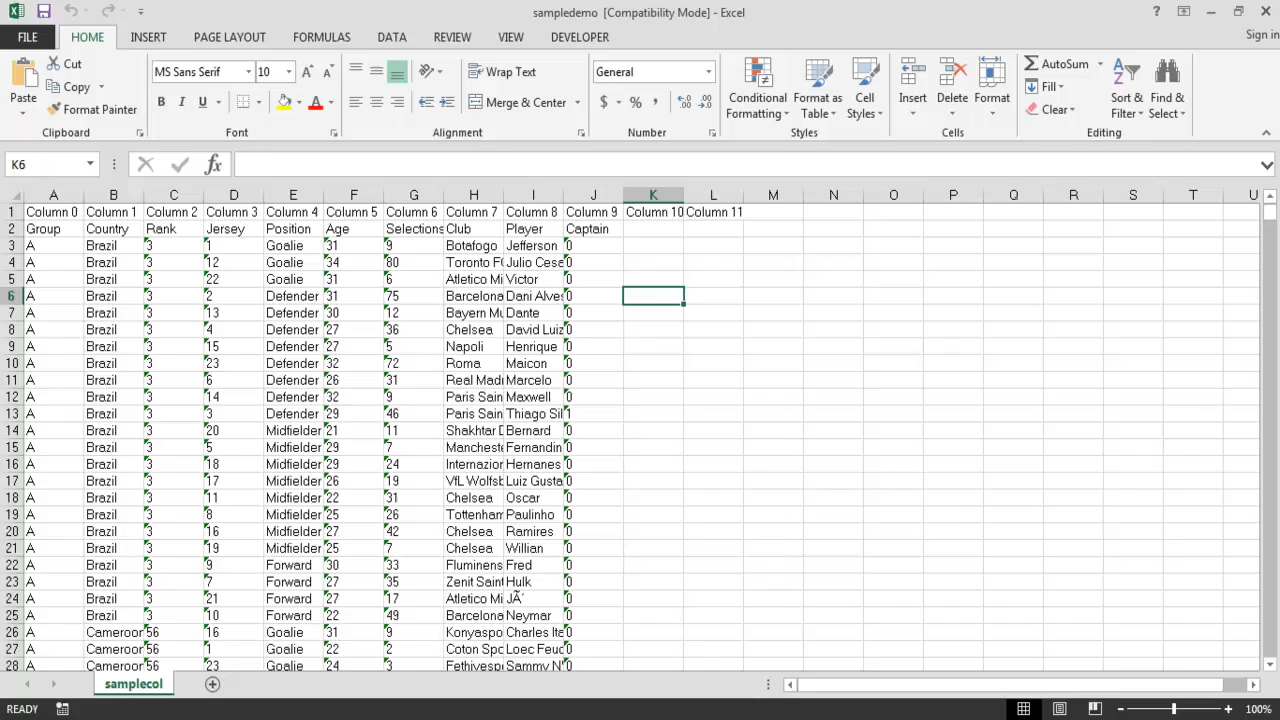 sampledemo [Compatibility Mode] - Excel
Sign in
FILE HOME INSERT PAGE LAYOUT FORMULAS DATA REVIEW VIEW DEVELOPER
Paste Cut Copy Format Painter Clipboard
MS Sans Serif 10 B I U A Font
Wrap Text Merge & Center Alignment
General $ % , Number
Conditional Formatting Format as Table Cell Styles Styles
Insert Delete Format Cells
AutoSum Fill Clear Sort & Filter Find & Select Editing
K6 fx
A B C D E F G H I J K L M N O P Q R S T U
1 Column 0 Column 1 Column 2 Column 3 Column 4 Column 5 Column 6 Column 7 Column 8 Column 9 Column 10 Column 11
2 Group Country Rank Jersey Position Age Selections Club Player Captain
3 A Brazil 3 1 Goalie 31 9 Botafogo Jefferson 0
4 A Brazil 3 12 Goalie 34 80 Toronto F Julio Cesa 0
5 A Brazil 3 22 Goalie 31 6 Atletico Mi Victor 0
6 A Brazil 3 2 Defender 31 75 Barcelona Dani Alves 0
7 A Brazil 3 13 Defender 30 12 Bayern Mu Dante 0
8 A Brazil 3 4 Defender 27 36 Chelsea David Luiz 0
9 A Brazil 3 15 Defender 27 5 Napoli Henrique 0
10 A Brazil 3 23 Defender 32 72 Roma Maicon 0
11 A Brazil 3 6 Defender 26 31 Real Madr Marcelo 0
12 A Brazil 3 14 Defender 32 9 Paris Sain Maxwell 0
13 A Brazil 3 3 Defender 29 46 Paris Sain Thiago Sil 1
14 A Brazil 3 20 Midfielder 21 11 Shakhtar D Bernard 0
15 A Brazil 3 5 Midfielder 29 7 Mancheste Fernandin 0
16 A Brazil 3 18 Midfielder 29 24 Internazion Hernanes 0
17 A Brazil 3 17 Midfielder 26 19 VfL Wolfsb Luiz Gusta 0
18 A Brazil 3 11 Midfielder 22 31 Chelsea Oscar 0
19 A Brazil 3 8 Midfielder 25 26 Tottenham Paulinho 0
20 A Brazil 3 16 Midfielder 27 42 Chelsea Ramires 0
21 A Brazil 3 19 Midfielder 25 7 Chelsea Willian 0
22 A Brazil 3 9 Forward 30 33 Fluminens Fred 0
23 A Brazil 3 7 Forward 27 35 Zenit Saint Hulk 0
24 A Brazil 3 21 Forward 27 17 Atletico Mi JÃ´ 0
25 A Brazil 3 10 Forward 22 49 Barcelona Neymar 0
26 A Cameroon 56 16 Goalie 31 9 Konyaspo Charles Ita 0
27 A Cameroon 56 1 Goalie 22 2 Coton Spo Loec Feuc 0
28 A Cameroon 56 23 Goalie 24 3 Fethiyespo Sammy N' 0
samplecol
READY 100%